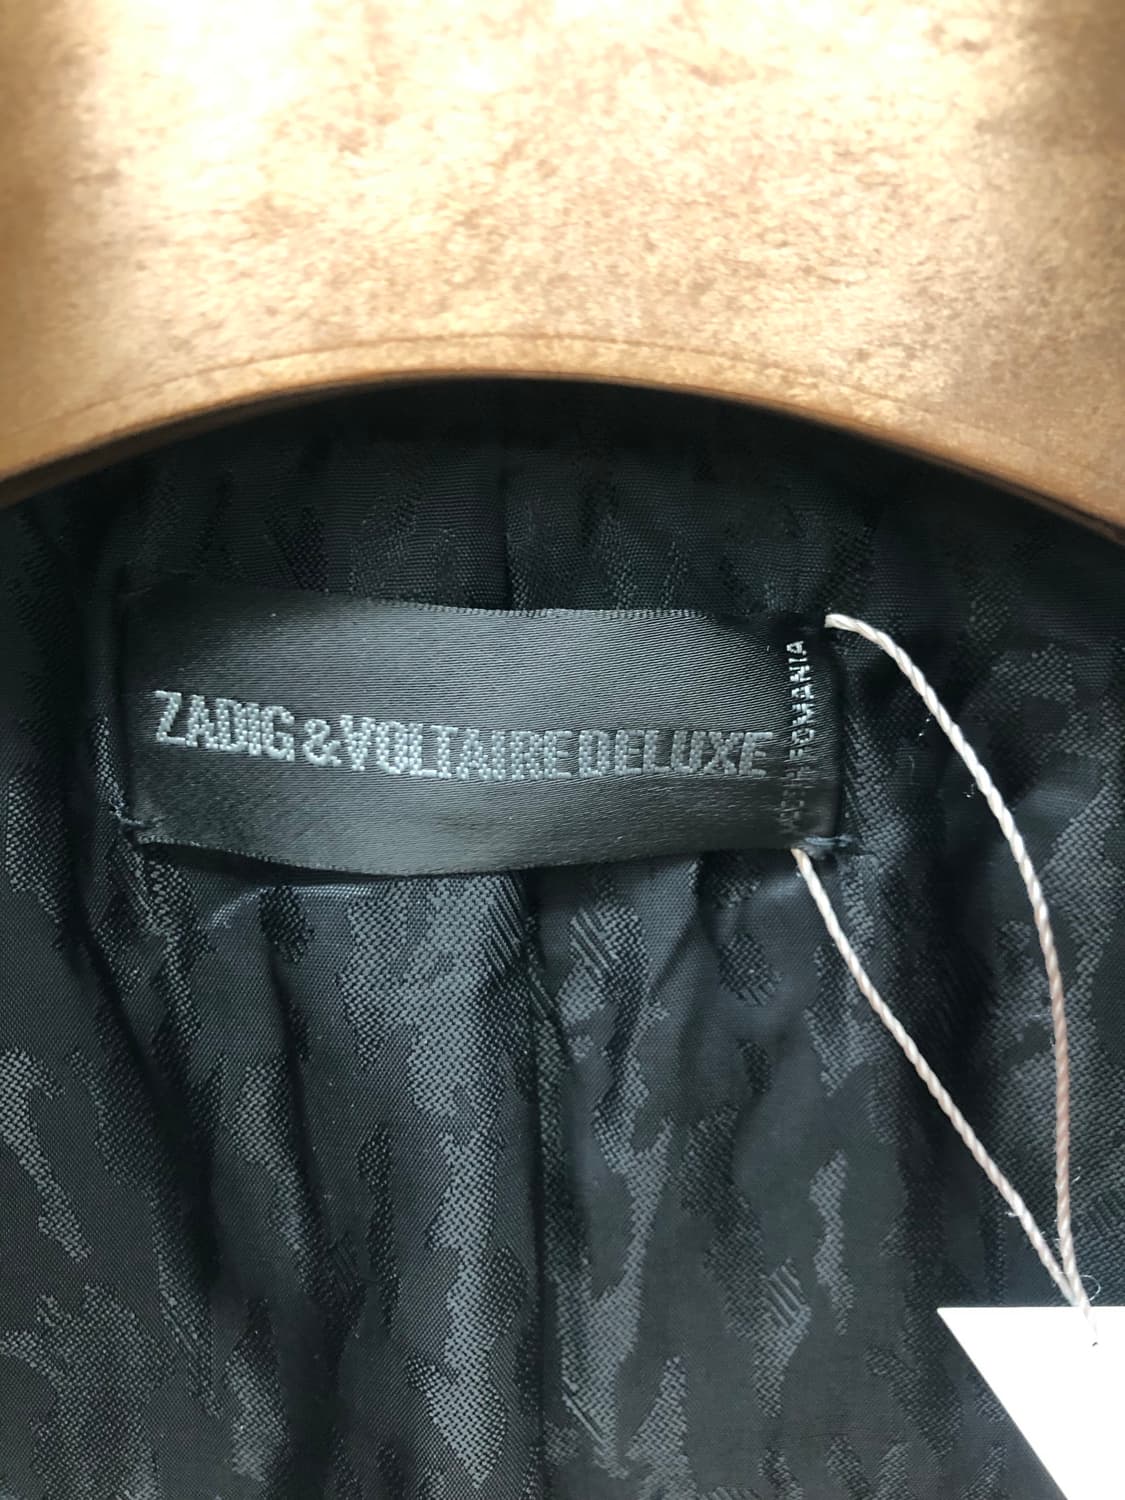 ZADIG & VOLTAIRE DELUXE
ROMANIA